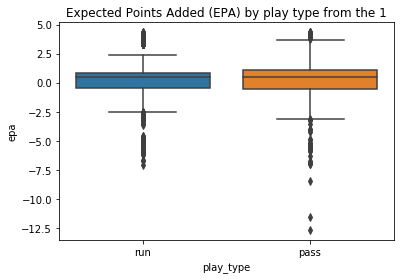 Expected Points Added (EPA) by play type from the 1
5.0
2.5
0.0
−2.5
−5.0
−7.5
−10.0
−12.5
epa
run pass
play_type